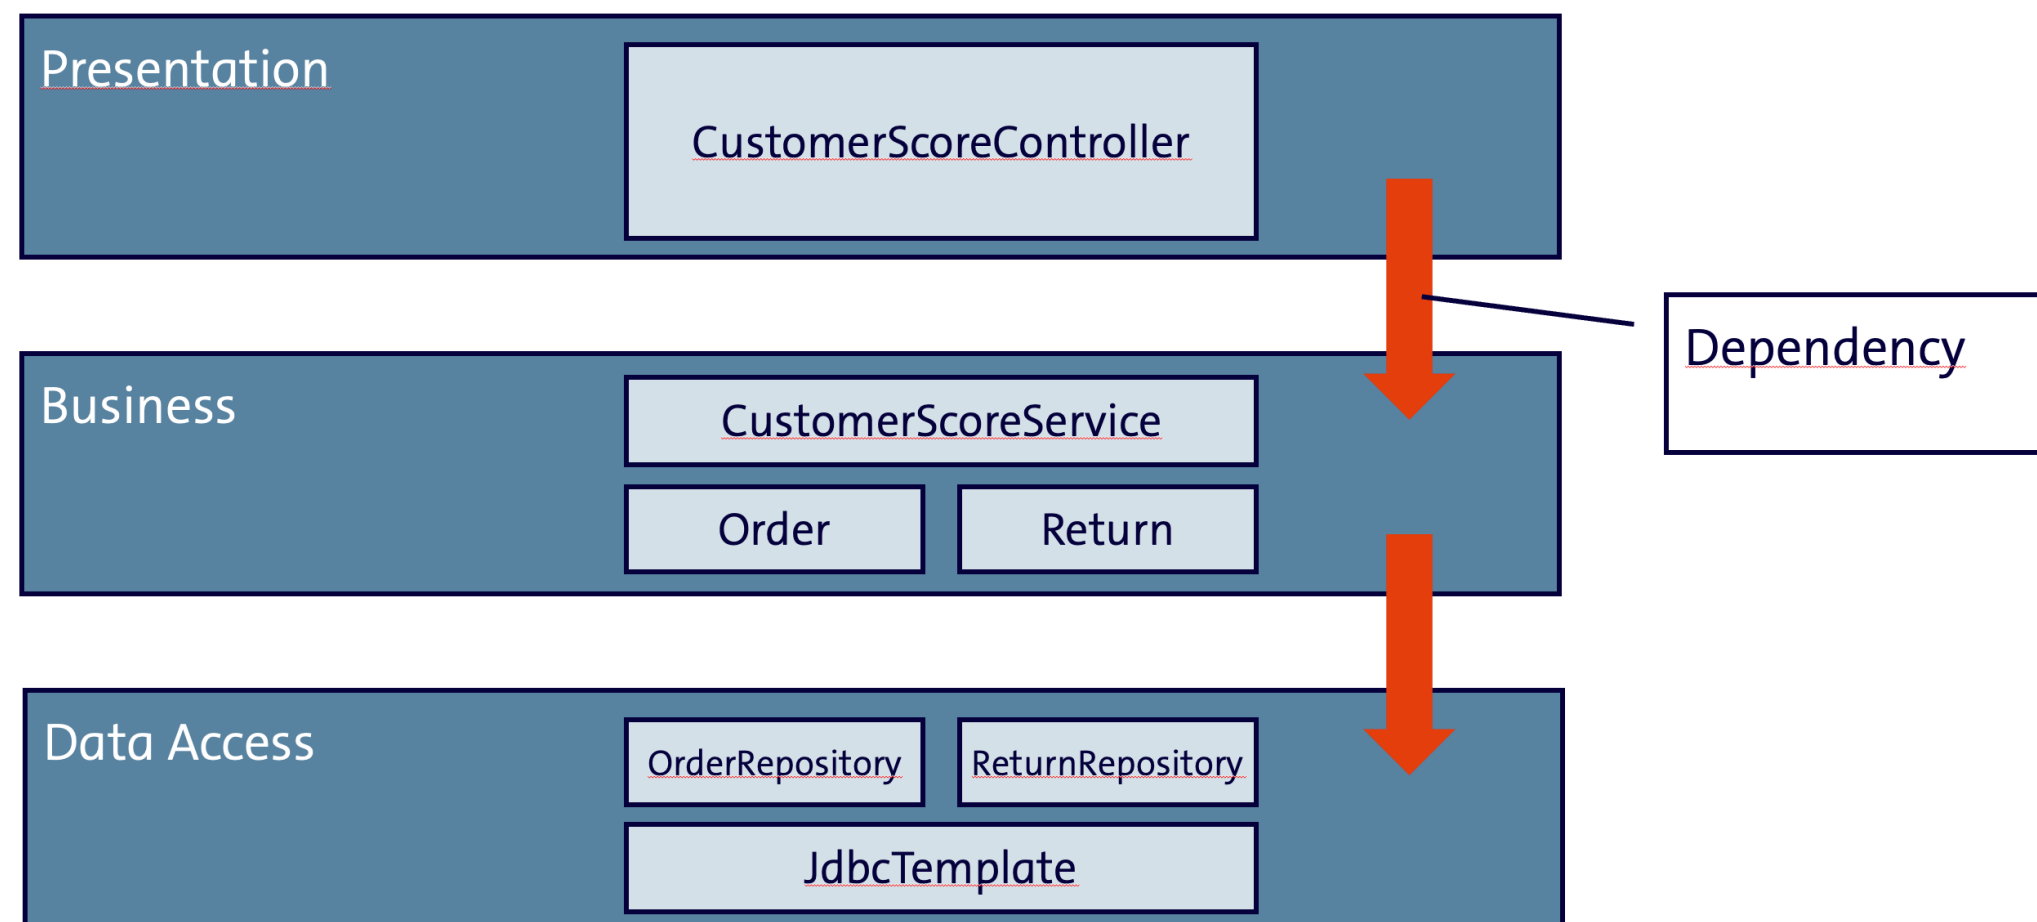 Presentation
CustomerScoreController
Dependency
Business
CustomerScoreService
Order
Return
Data Access
OrderRepository
ReturnRepository
JdbcTemplate